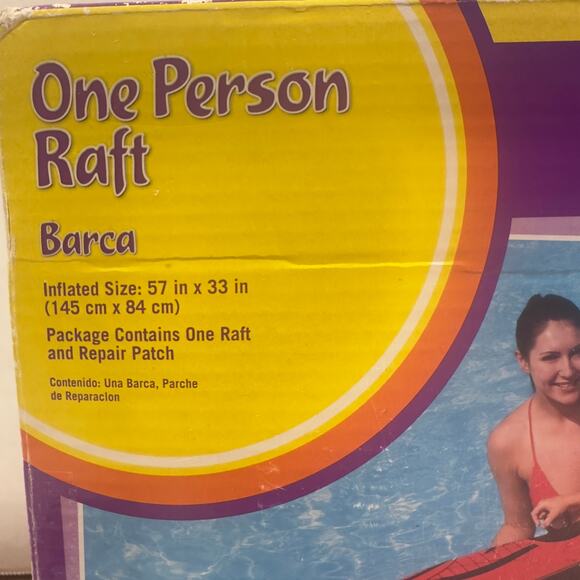 One Person
Raft
Barca
Inflated Size: 57 in x 33 in
(145 cm x 84 cm)
Package Contains One Raft
and Repair Patch
Contenido: Una Barca, Parche
de Reparacion